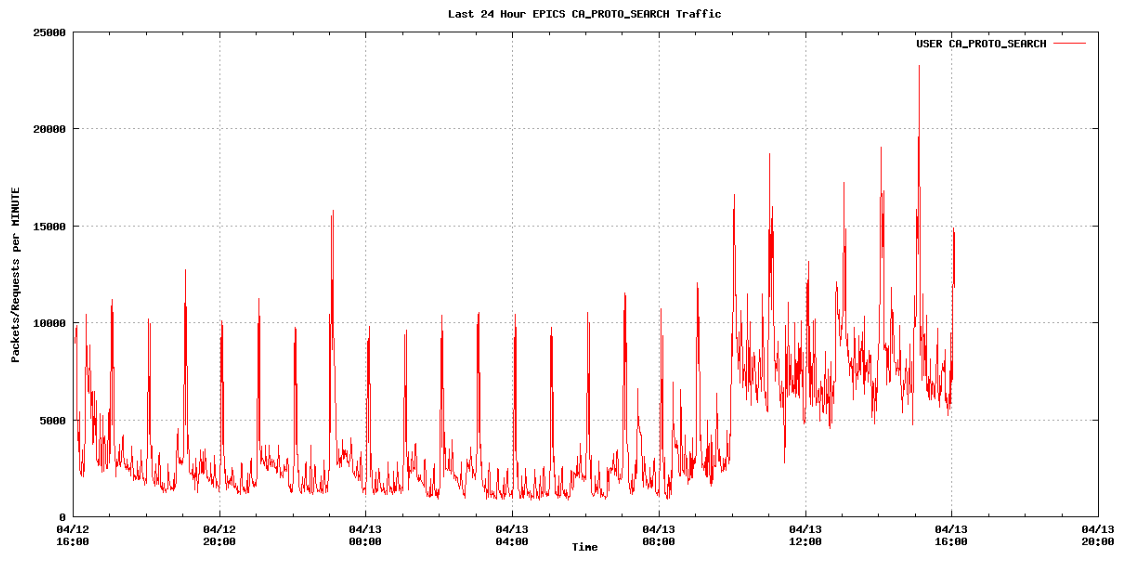 Last 24 Hour EPICS CA_PROTO_SEARCH Traffic
25000
USER CA_PROTO_SEARCH
20000
15000
10000
5000
0
Packets/Requests per MINUTE
04/12 04/12 04/13 04/13 04/13 04/13 04/13 04/13
16:00 20:00 00:00 04:00 08:00 12:00 16:00 20:00
Time